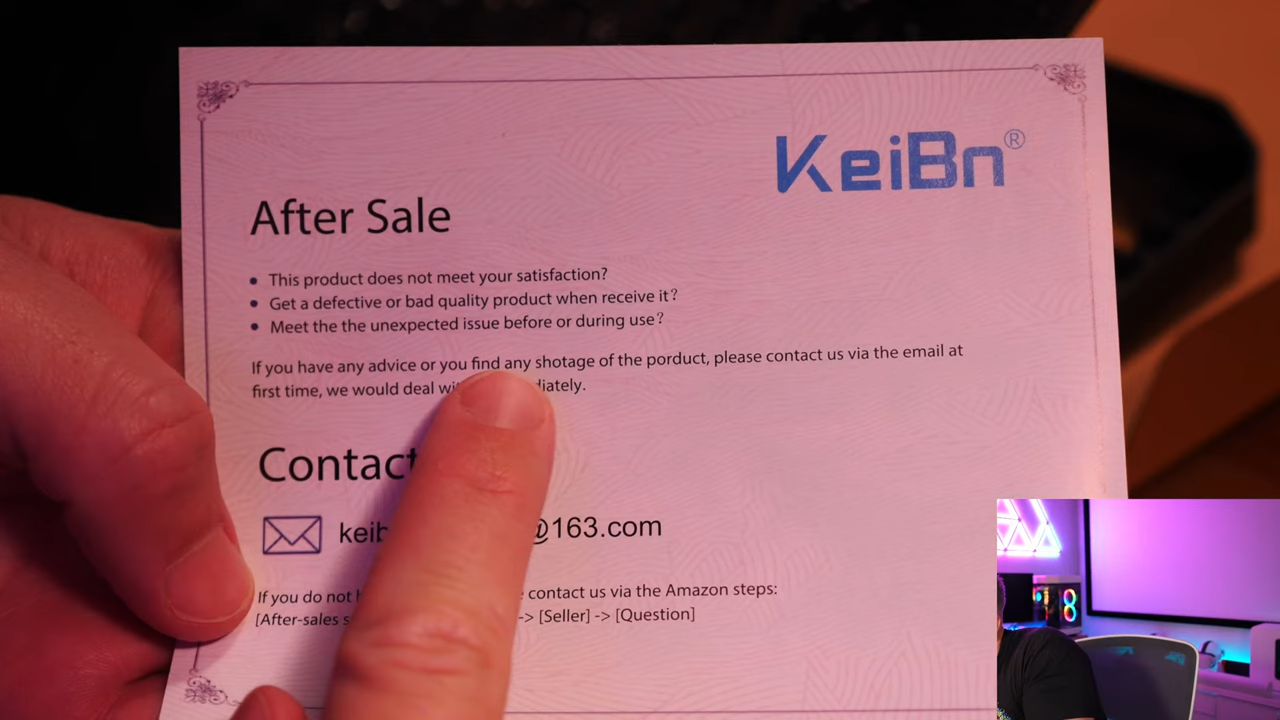 KeiBn®
After Sale
• This product does not meet your satisfaction?
• Get a defective or bad quality product when receive it?
• Meet the the unexpected issue before or during use?
If you have any advice or you find any shotage of the porduct, please contact us via the email at
first time, we would deal
Contact
@163.com
If you do not contact us via the Amazon steps:
[After-sales -> [Seller] -> [Question]